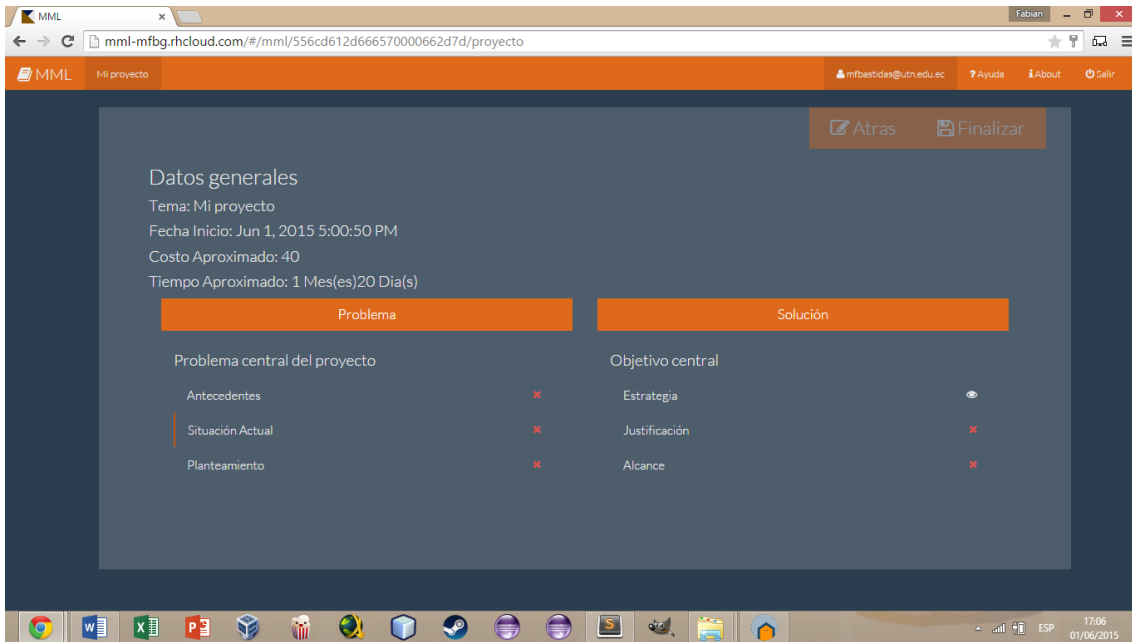 MML
Fabian
mml-mfbg.rhcloud.com/#/mml/556cd612d666570000662d7d/proyecto
MML Mi proyecto mfbastidas@utn.edu.ec ? Ayuda i About Salir
Atras Finalizar
Datos generales
Tema: Mi proyecto
Fecha Inicio: Jun 1, 2015 5:00:50 PM
Costo Aproximado: 40
Tiempo Aproximado: 1 Mes(es)20 Dia(s)
Problema Solución
Problema central del proyecto Objetivo central
Antecedentes Estrategia
Situación Actual Justificación
Planteamiento Alcance
ESP 17:06
01/06/2015